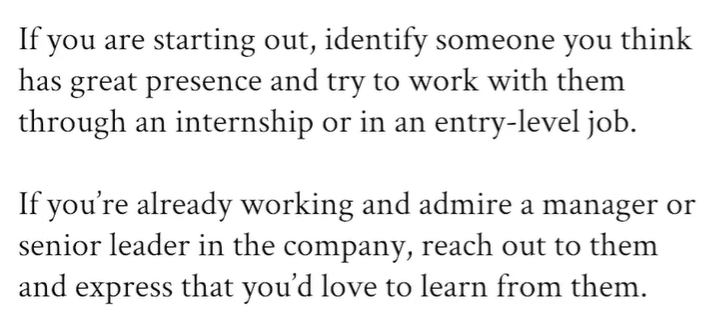 If you are starting out, identify someone you think
has great presence and try to work with them
through an internship or in an entry-level job.
If you’re already working and admire a manager or
senior leader in the company, reach out to them
and express that you’d love to learn from them.